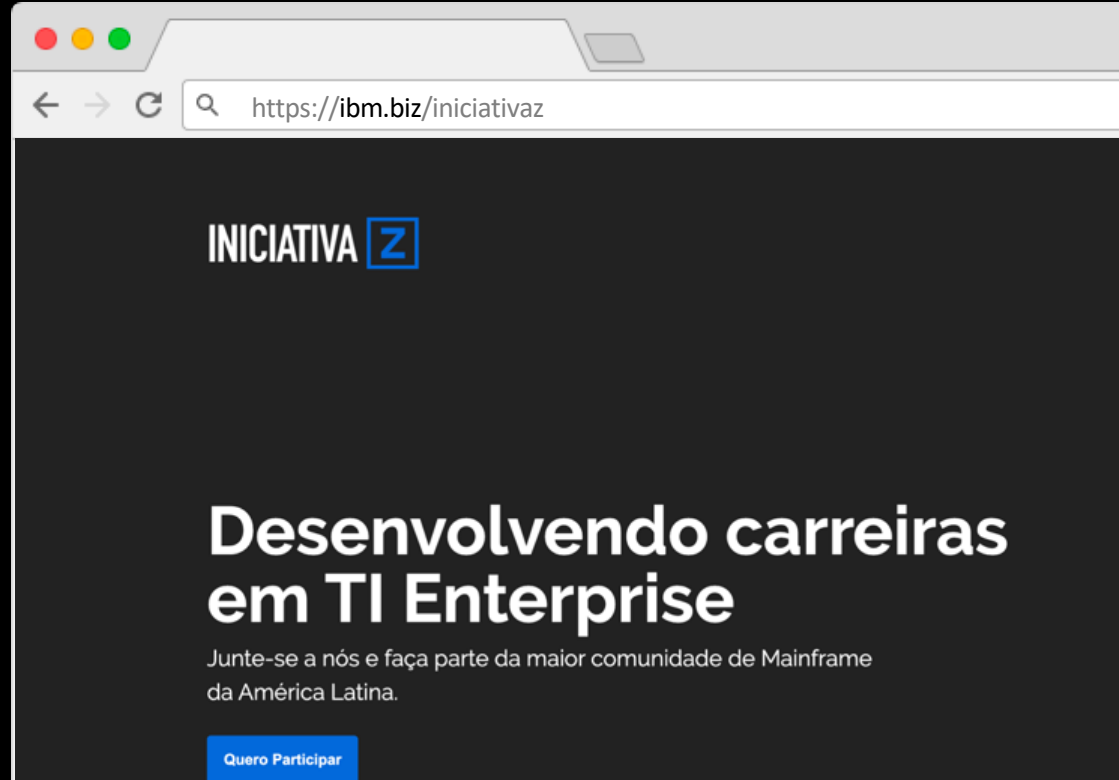 https://ibm.biz/iniciativaz
INICIATIVA Z
Desenvolvendo carreiras
em TI Enterprise
Junte-se a nós e faça parte da maior comunidade de Mainframe
da América Latina.
Quero Participar